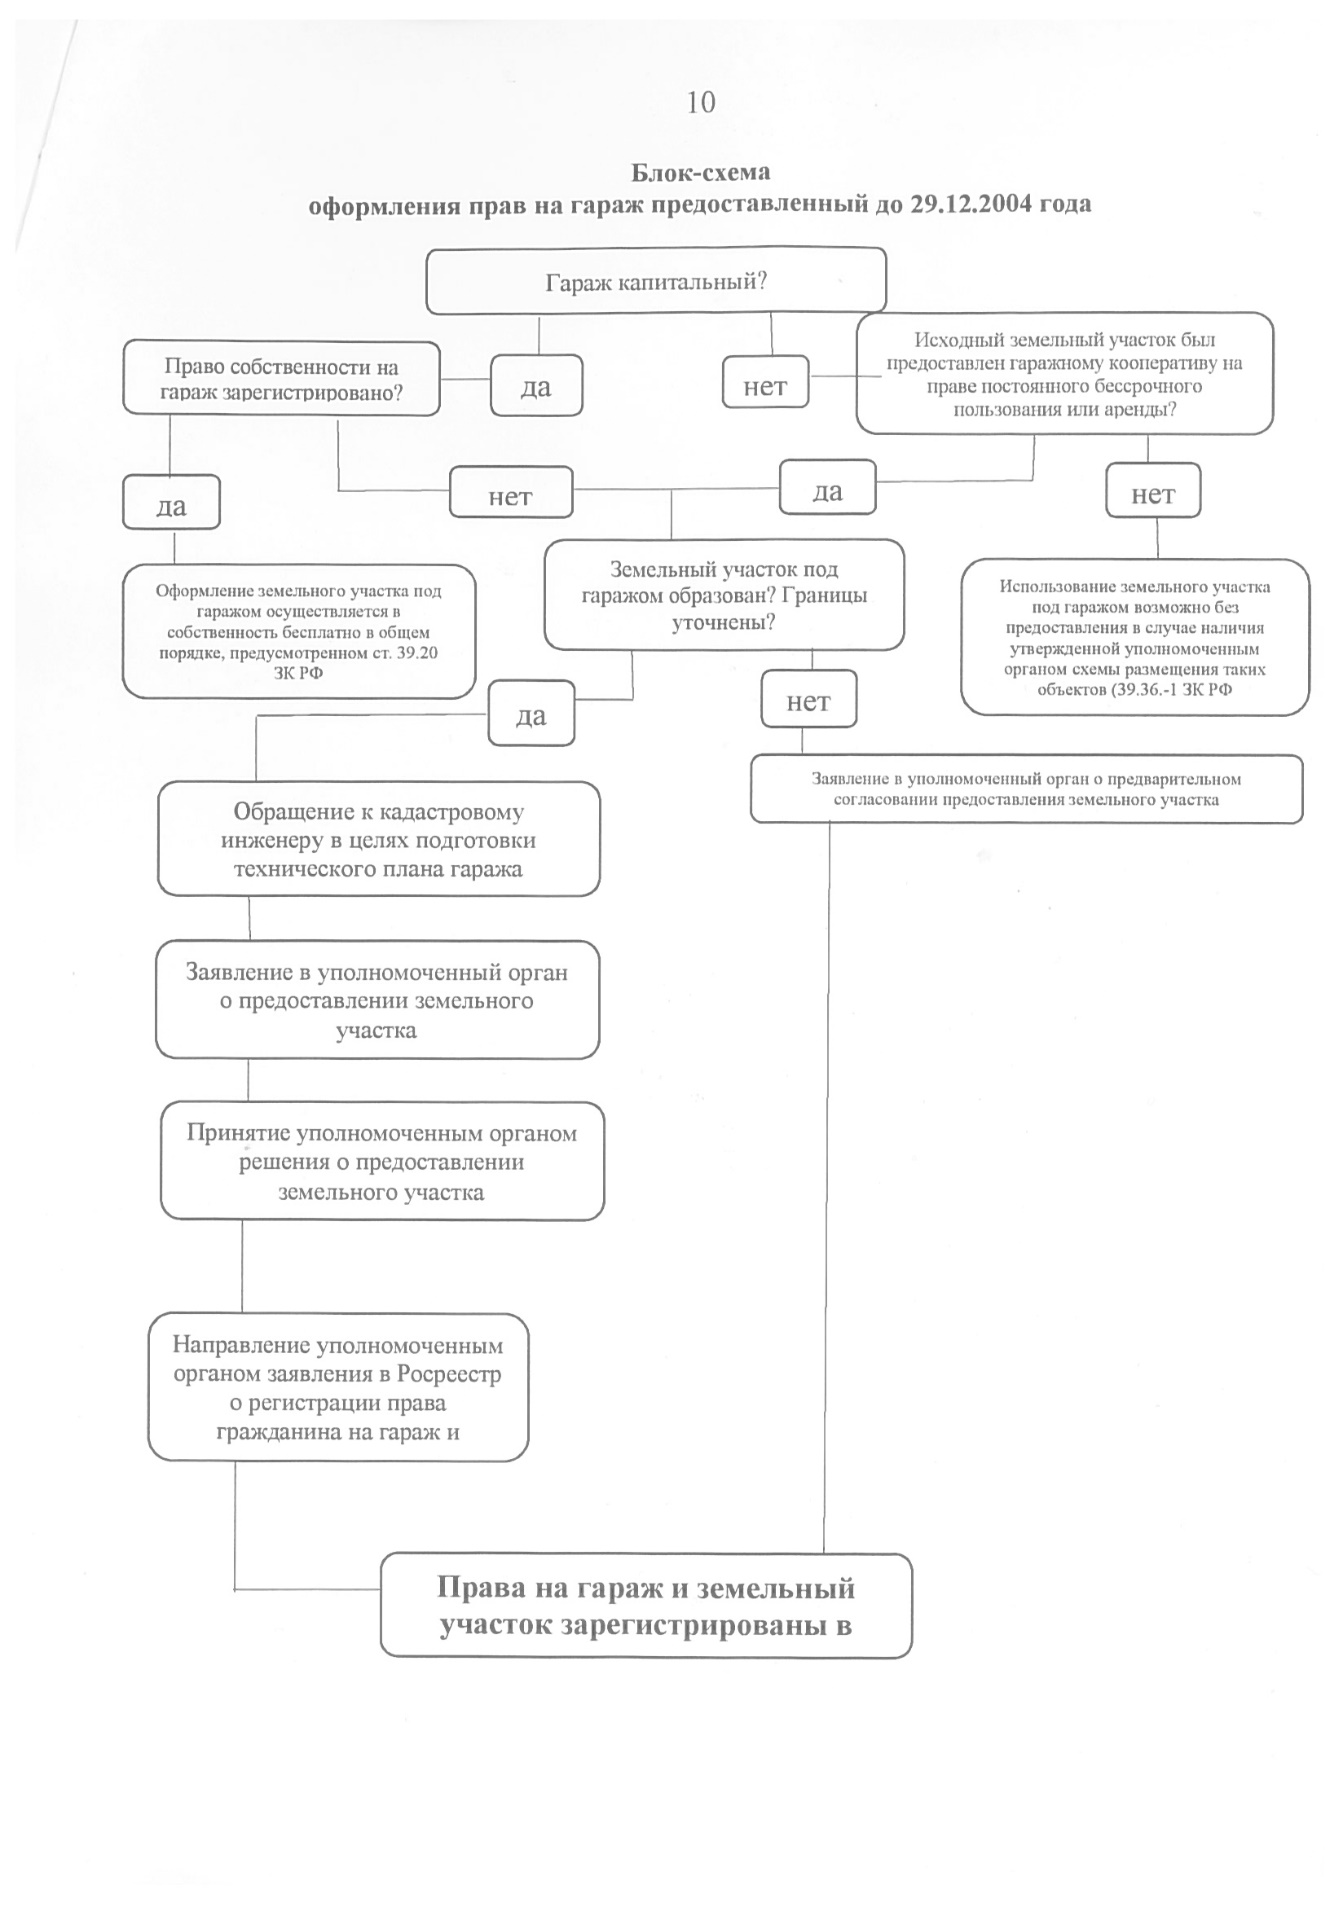 10
Блок-схема
оформления прав на гараж предоставленный до 29.12.2004 года
Гараж капитальный?
Право собственности на
гараж зарегистрировано?
да
нет
Исходный земельный участок был
предоставлен гаражному кооперативу на
праве постоянного бессрочного
пользования или аренды?
да
нет
да
нет
Оформление земельного участка под
гаражом осуществляется в
собственность бесплатно в общем
порядке, предусмотренном ст. 39.20
ЗК РФ
Земельный участок под
гаражом образован? Границы
уточнены?
Использование земельного участка
под гаражом возможно без
предоставления в случае наличия
утвержденной уполномоченным
органом схемы размещения таких
объектов (39.36.-1 ЗК РФ
да
нет
Заявление в уполномоченный орган о предварительном
согласовании предоставления земельного участка
Обращение к кадастровому
инженеру в целях подготовки
технического плана гаража
Заявление в уполномоченный орган
о предоставлении земельного
участка
Принятие уполномоченным органом
решения о предоставлении
земельного участка
Направление уполномоченным
органом заявления в Росреестр
о регистрации права
гражданина на гараж и
Права на гараж и земельный
участок зарегистрированы в